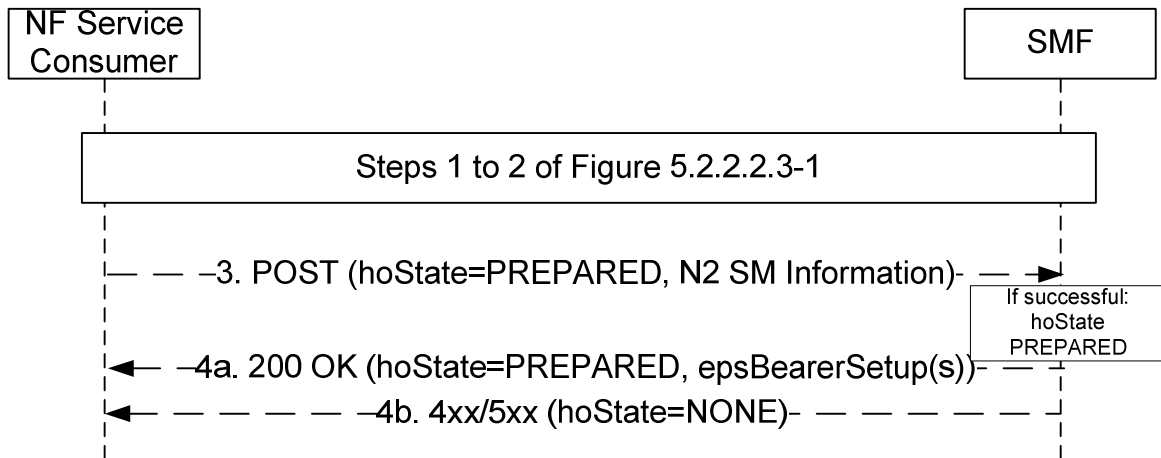 NF Service
Consumer
SMF
Steps 1 to 2 of Figure 5.2.2.2.3-1
3. POST (hoState=PREPARED, N2 SM Information)
If successful:
hoState
PREPARED
4a. 200 OK (hoState=PREPARED, epsBearerSetup(s))
4b. 4xx/5xx (hoState=NONE)